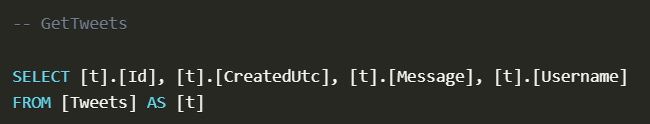 -- GetTweets
SELECT [t].[Id], [t].[CreatedUtc], [t].[Message], [t].[Username]
FROM [Tweets] AS [t]